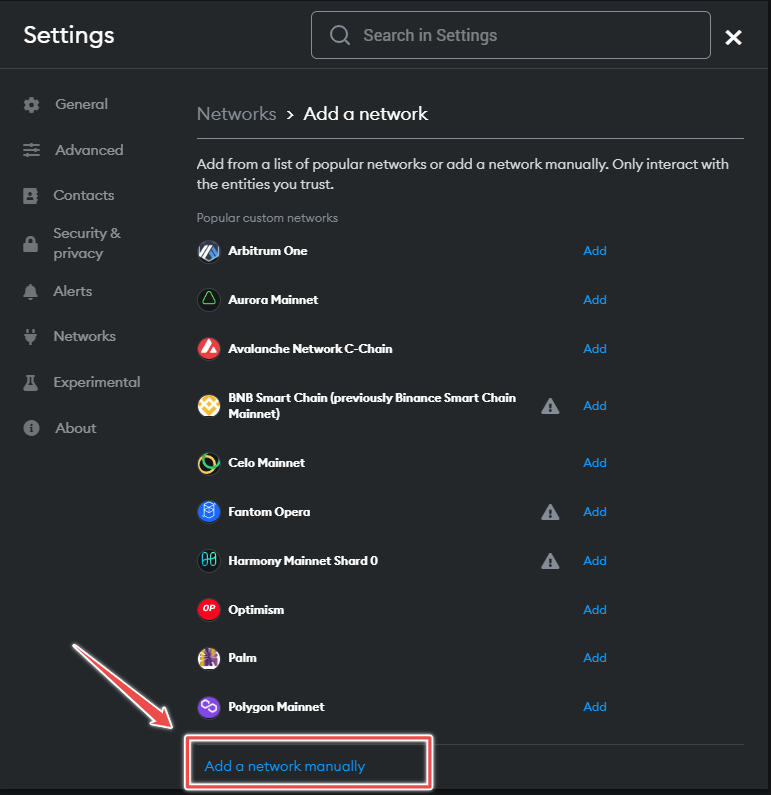 Settings
Search in Settings
General
Advanced
Contacts
Security &
privacy
Alerts
Networks
Experimental
About
Networks > Add a network
Add from a list of popular networks or add a network manually. Only interact with
the entities you trust.
Popular custom networks
Arbitrum One Add
Aurora Mainnet Add
Avalanche Network C-Chain Add
BNB Smart Chain (previously Binance Smart Chain
Mainnet) Add
Celo Mainnet Add
Fantom Opera Add
Harmony Mainnet Shard 0 Add
OP Optimism Add
Palm Add
Polygon Mainnet Add
Add a network manually